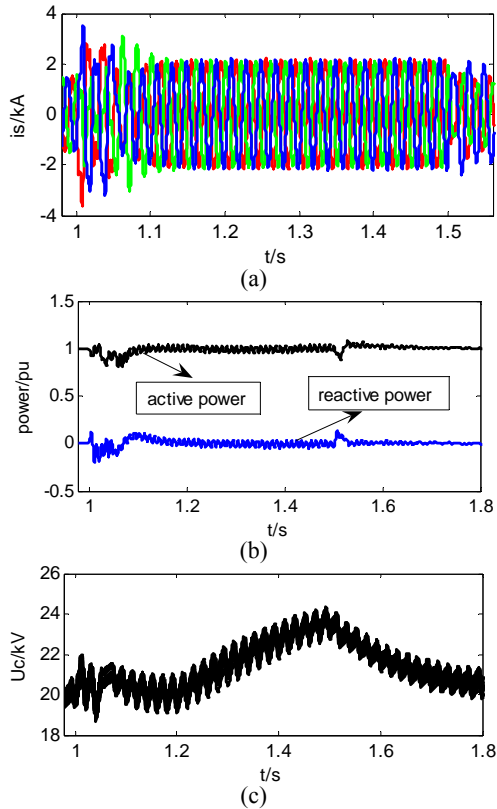 4
2
0
-2
-4
is/kA
1 1.1 1.2 1.3 1.4 1.5
t/s
(a)
1.5
1
0.5
0
-0.5
power/pu
active power
reactive power
1 1.2 1.4 1.6 1.8
t/s
(b)
26
24
22
20
18
Uc/kV
1 1.2 1.4 1.6 1.8
t/s
(c)